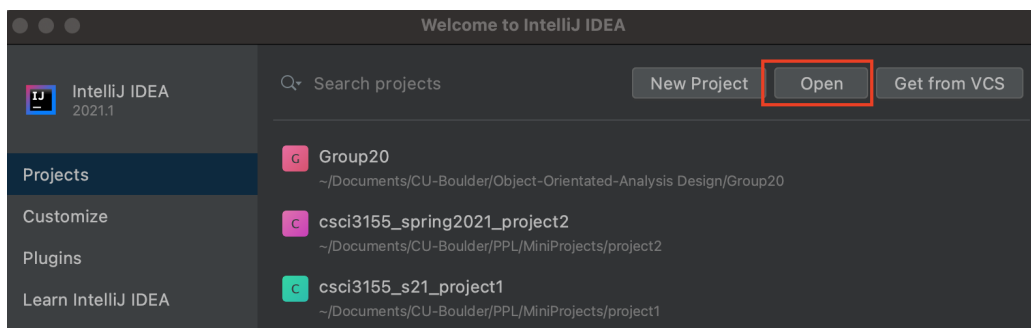 Welcome to IntelliJ IDEA
IJ
IntelliJ IDEA
2021.1
Search projects
New Project
Open
Get from VCS
Projects
Customize
Plugins
Learn IntelliJ IDEA
G
Group20
~/Documents/CU-Boulder/Object-Orientated-Analysis Design/Group20
C
csci3155_spring2021_project2
~/Documents/CU-Boulder/PPL/MiniProjects/project2
C
csci3155_s21_project1
~/Documents/CU-Boulder/PPL/MiniProjects/project1